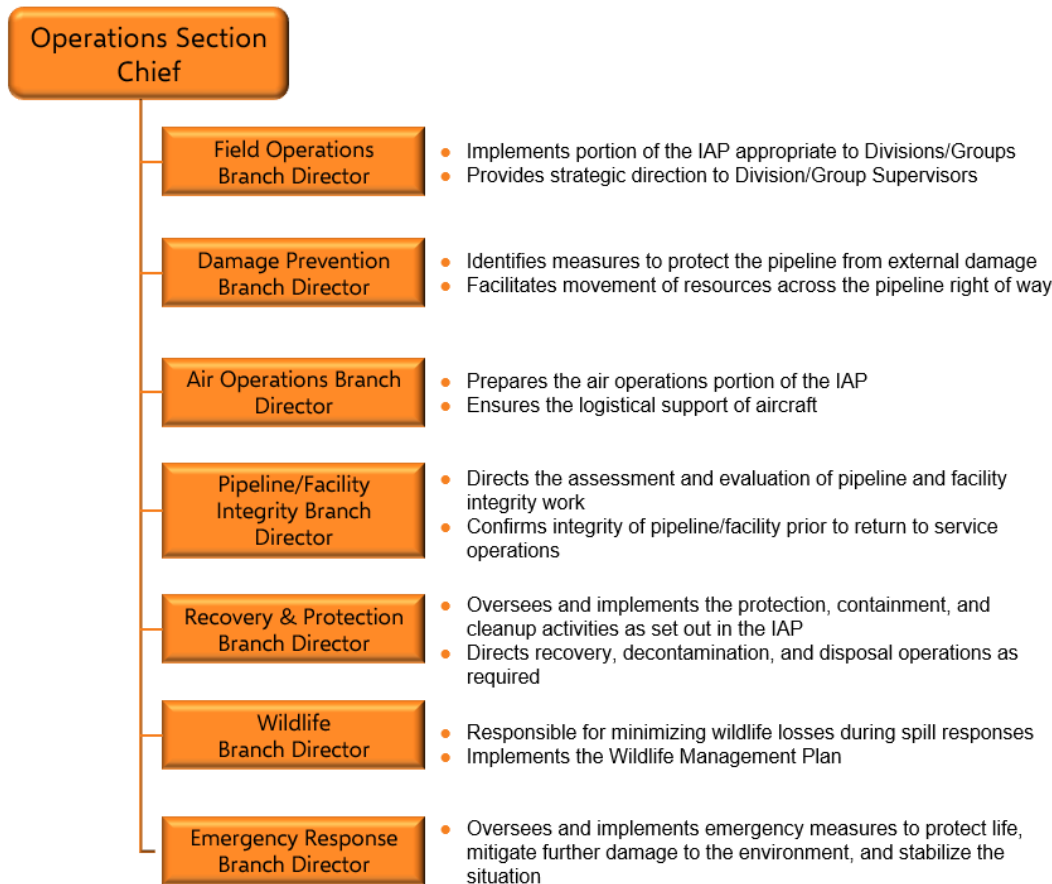 Operations Section
Chief
Field Operations
Branch Director
• Implements portion of the IAP appropriate to Divisions/Groups
• Provides strategic direction to Division/Group Supervisors
Damage Prevention
Branch Director
• Identifies measures to protect the pipeline from external damage
• Facilitates movement of resources across the pipeline right of way
Air Operations Branch
Director
• Prepares the air operations portion of the IAP
• Ensures the logistical support of aircraft
Pipeline/Facility
Integrity Branch
Director
• Directs the assessment and evaluation of pipeline and facility
integrity work
• Confirms integrity of pipeline/facility prior to return to service
operations
Recovery & Protection
Branch Director
• Oversees and implements the protection, containment, and
cleanup activities as set out in the IAP
• Directs recovery, decontamination, and disposal operations as
required
Wildlife
Branch Director
• Responsible for minimizing wildlife losses during spill responses
• Implements the Wildlife Management Plan
Emergency Response
Branch Director
• Oversees and implements emergency measures to protect life,
mitigate further damage to the environment, and stabilize the
situation